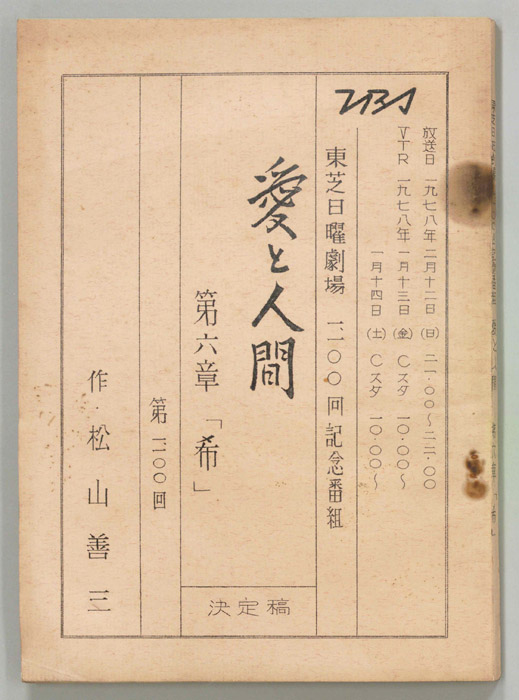 TBS
放送日 一九七八年 二月十二日(日) 二一・〇〇～二二・〇〇
VTR 一九七八年 一月十三日(金) Cスタ 一〇・〇〇～
一月十四日(土) Cスタ 一〇・〇〇～
東芝日曜劇場 一一〇〇回記念番組
愛と人間
第六章「希」
決定稿
第一一〇〇回
作・松山善三